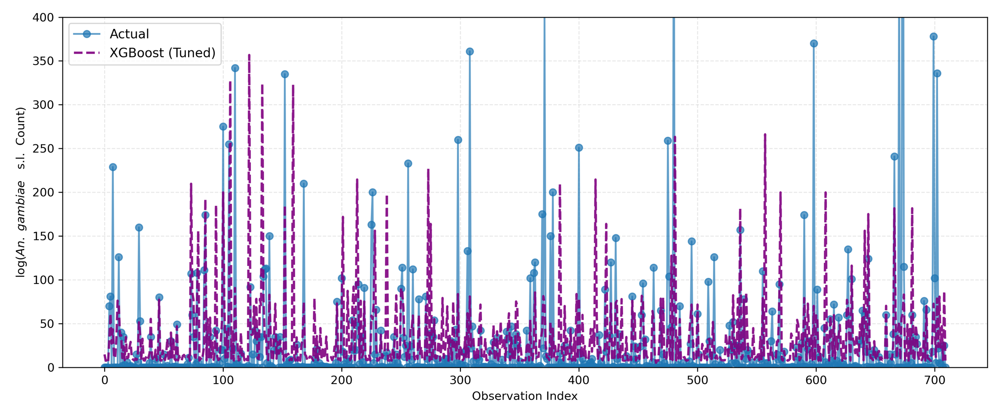 400
350
300
250
200
150
100
50
0
log(An. gambiae s.l. Count)
Actual
XGBoost (Tuned)
0 100 200 300 400 500 600 700
Observation Index